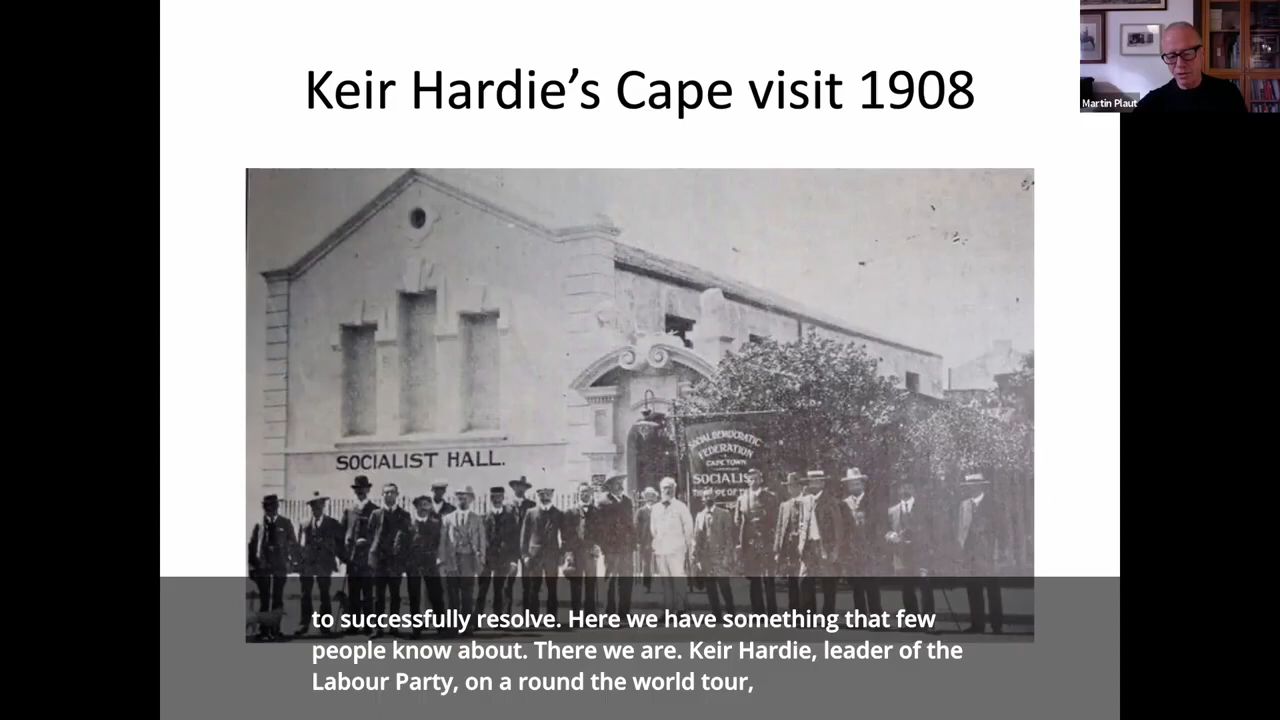 Keir Hardie’s Cape visit 1908
Martin Plaut
SOCIALIST HALL.
SOCIAL DEMOCRATIC
FEDERATION
CAPE TOWN
SOCIALIS
OF
to successfully resolve. Here we have something that few
people know about. There we are. Keir Hardie, leader of the
Labour Party, on a round the world tour,